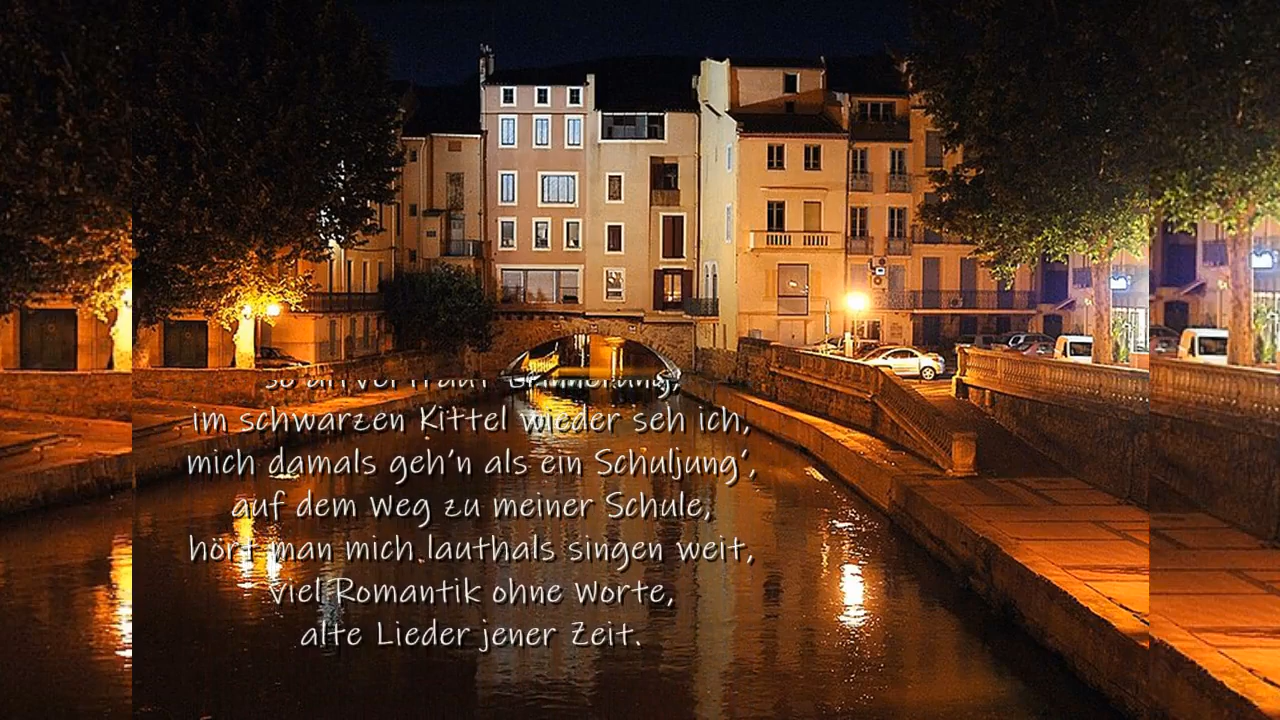 im schwarzen Kittel wieder seh ich,
mich damals geh'n als ein Schuljung',
auf dem Weg zu meiner Schule,
hört man mich lauthals singen weit,
viel Romantik ohne Worte,
alte Lieder jener Zeit.